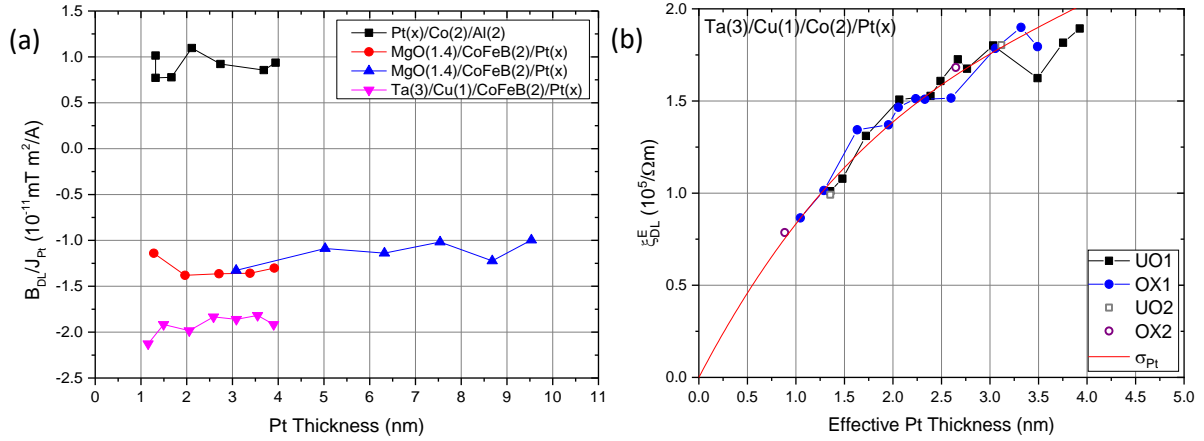 (a)
Pt(x)/Co(2)/Al(2)
MgO(1.4)/CoFeB(2)/Pt(x)
MgO(1.4)/CoFeB(2)/Pt(x)
Ta(3)/Cu(1)/CoFeB(2)/Pt(x)
1.5
1.0
0.5
0.0
-0.5
-1.0
-1.5
-2.0
-2.5
B_DL/J_Pt (10^-11 mT m^2/A)
0 1 2 3 4 5 6 7 8 9 10 11
Pt Thickness (nm)
(b)
Ta(3)/Cu(1)/Co(2)/Pt(x)
2.0
1.5
1.0
0.5
0.0
ξ^E_DL (10^5/Ωm)
UO1
OX1
UO2
OX2
σ_Pt
0.0 0.5 1.0 1.5 2.0 2.5 3.0 3.5 4.0 4.5 5.0
Effective Pt Thickness (nm)